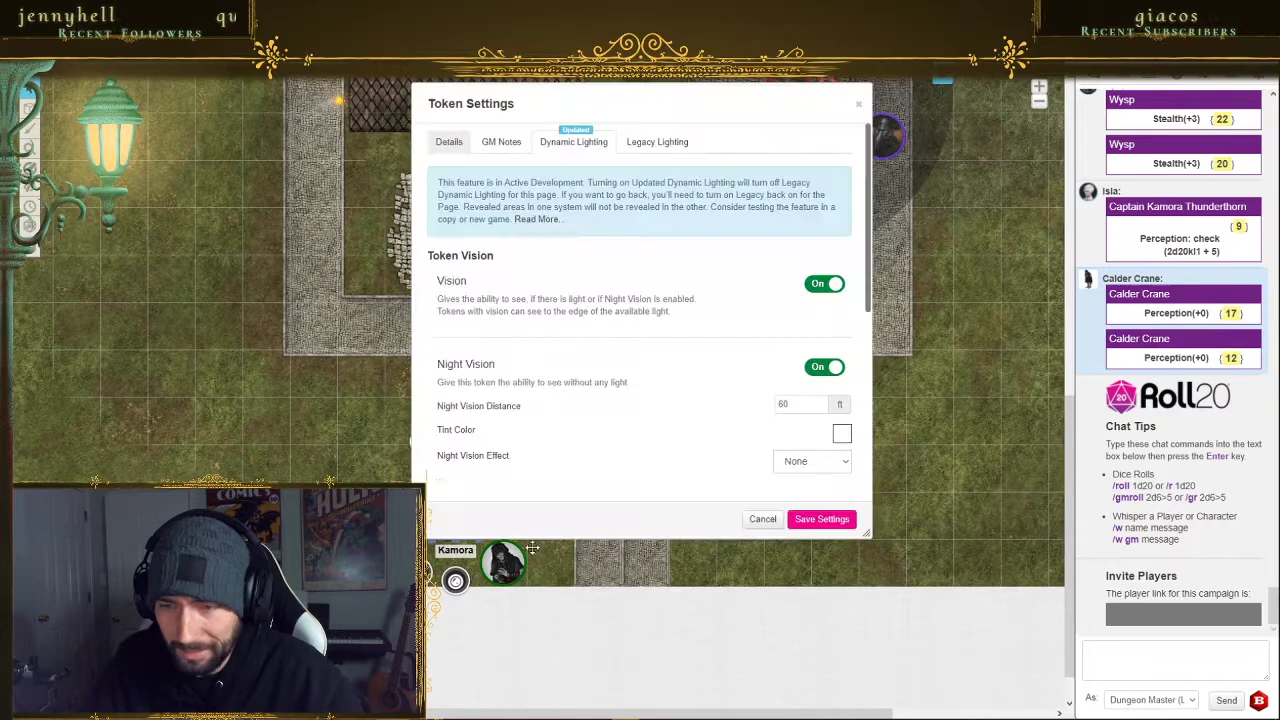 jennyhell
qu
RECENT FOLLOWERS
giacos
RECENT SUBSCRIBERS
Token Settings
×
Updated
Details
GM Notes
Dynamic Lighting
Legacy Lighting
This feature is in Active Development. Turning on Updated Dynamic Lighting will turn off Legacy
Dynamic Lighting for this page. If you want to go back, you'll need to turn on Legacy back on for the
Page. Revealed areas in one system will not be revealed in the other. Consider testing the feature in a
copy or new game. Read More...
Token Vision
Vision
On
Gives the ability to see, if there is light or if Night Vision is enabled.
Tokens with vision can see to the edge of the available light.
Night Vision
On
Give this token the ability to see without any light
Night Vision Distance
60
ft
Tint Color
Night Vision Effect
None
Cancel
Save Settings
Kamora
Wysp
Stealth(+3) { 22 }
Wysp
Stealth(+3) { 20 }
Isla:
Captain Kamora Thunderthorn
{ 9 }
Perception: check
(2d20kl1 + 5)
Calder Crane:
Calder Crane
Perception(+0) { 17 }
Calder Crane
Perception(+0) { 12 }
20
Roll20
Chat Tips
Type these chat commands into the text
box below then press the Enter key.
• Dice Rolls
/roll 1d20 or /r 1d20
/gmroll 2d6>5 or /gr 2d6>5
• Whisper a Player or Character
/w name message
/w gm message
Invite Players
The player link for this campaign is:
As:
Dungeon Master (L
Send
B
COMIC
HULK